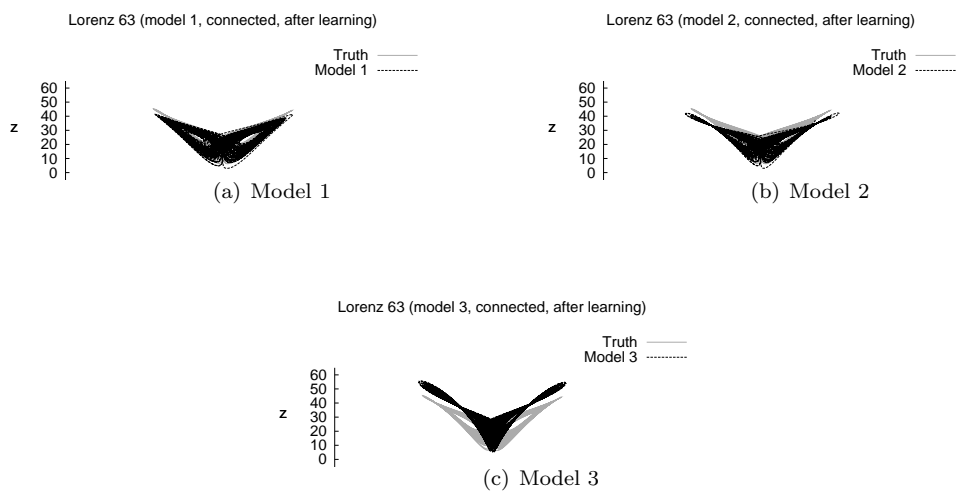 Lorenz 63 (model 1, connected, after learning)
Truth
Model 1
z
60
50
40
30
20
10
0
(a) Model 1
Lorenz 63 (model 2, connected, after learning)
Truth
Model 2
z
60
50
40
30
20
10
0
(b) Model 2
Lorenz 63 (model 3, connected, after learning)
Truth
Model 3
z
60
50
40
30
20
10
0
(c) Model 3